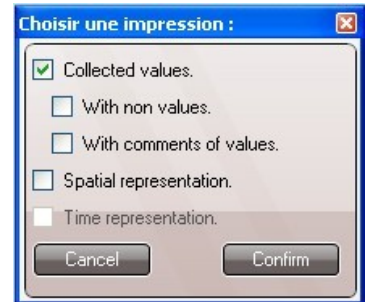 Choisir une impression :
Collected values.
With non values.
With comments of values.
Spatial representation.
Time representation.
Cancel Confirm